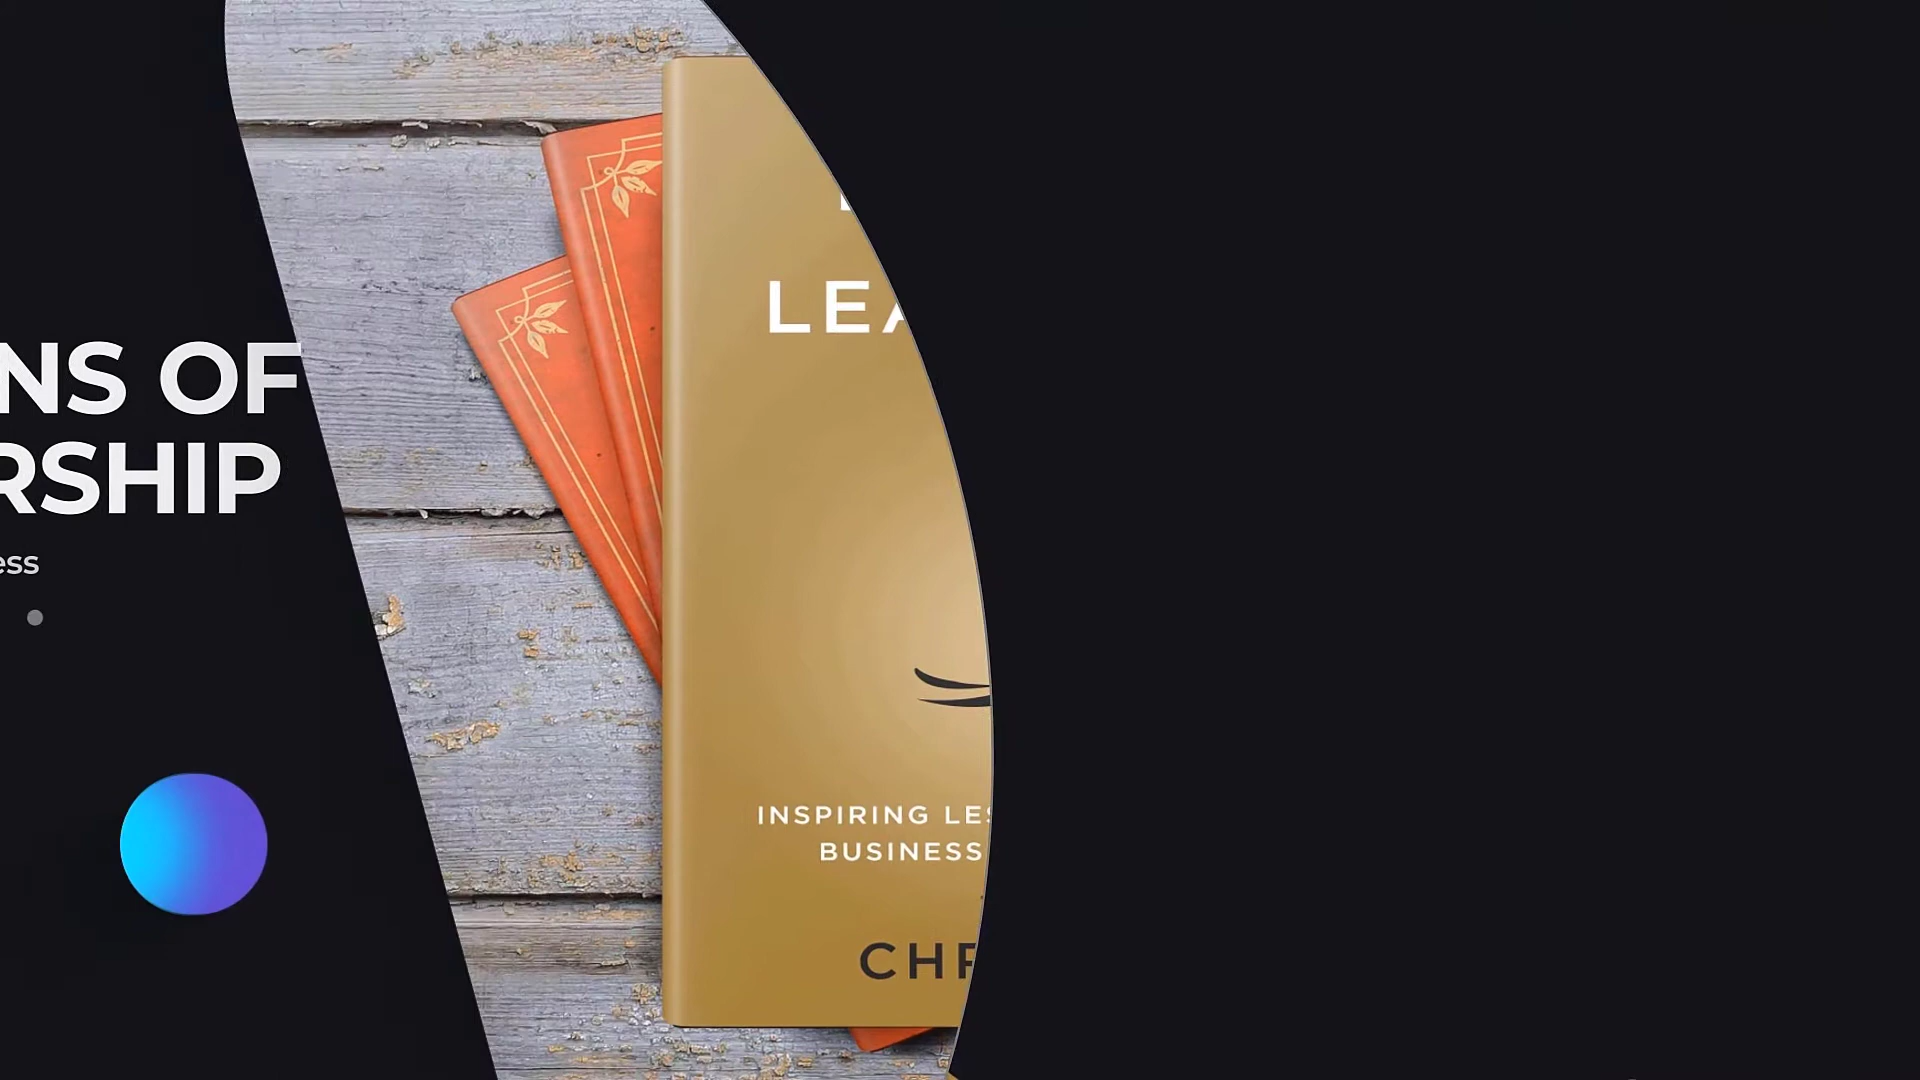 NS OF
RSHIP
ess
LEA
INSPIRING LES
BUSINESS
CHR